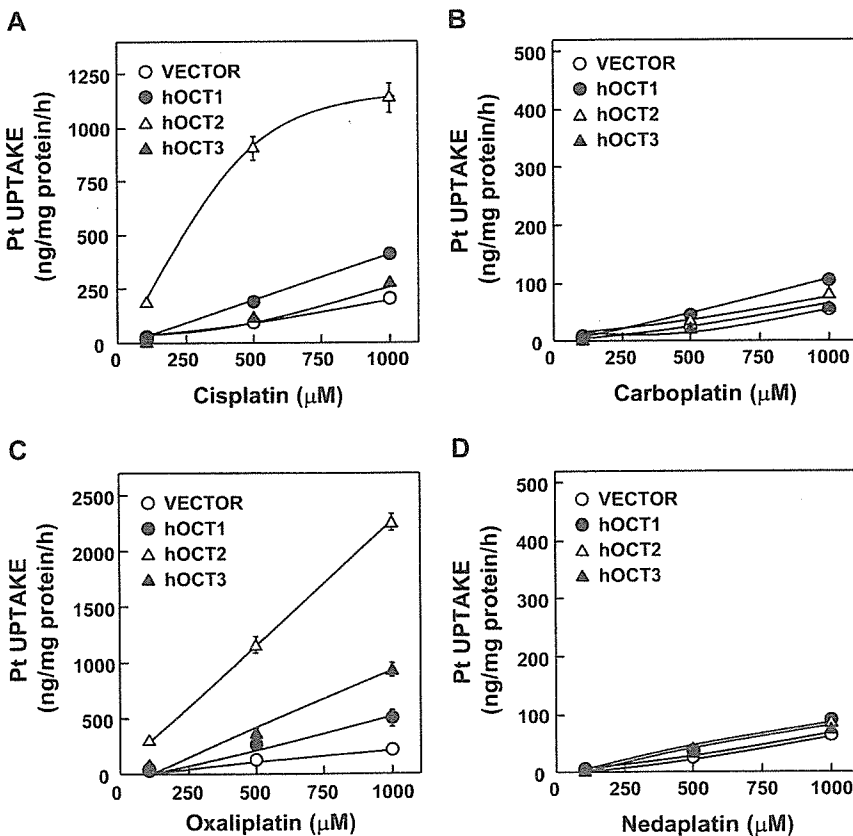 A
Pt UPTAKE
(ng/mg protein/h)
1250
1000
750
500
250
0
VECTOR
hOCT1
hOCT2
hOCT3
0 250 500 750 1000
Cisplatin (μM)
B
Pt UPTAKE
(ng/mg protein/h)
500
400
300
200
100
0
VECTOR
hOCT1
hOCT2
hOCT3
0 250 500 750 1000
Carboplatin (μM)
C
Pt UPTAKE
(ng/mg protein/h)
2500
2000
1500
1000
500
0
VECTOR
hOCT1
hOCT2
hOCT3
0 250 500 750 1000
Oxaliplatin (μM)
D
Pt UPTAKE
(ng/mg protein/h)
500
400
300
200
100
0
VECTOR
hOCT1
hOCT2
hOCT3
0 250 500 750 1000
Nedaplatin (μM)